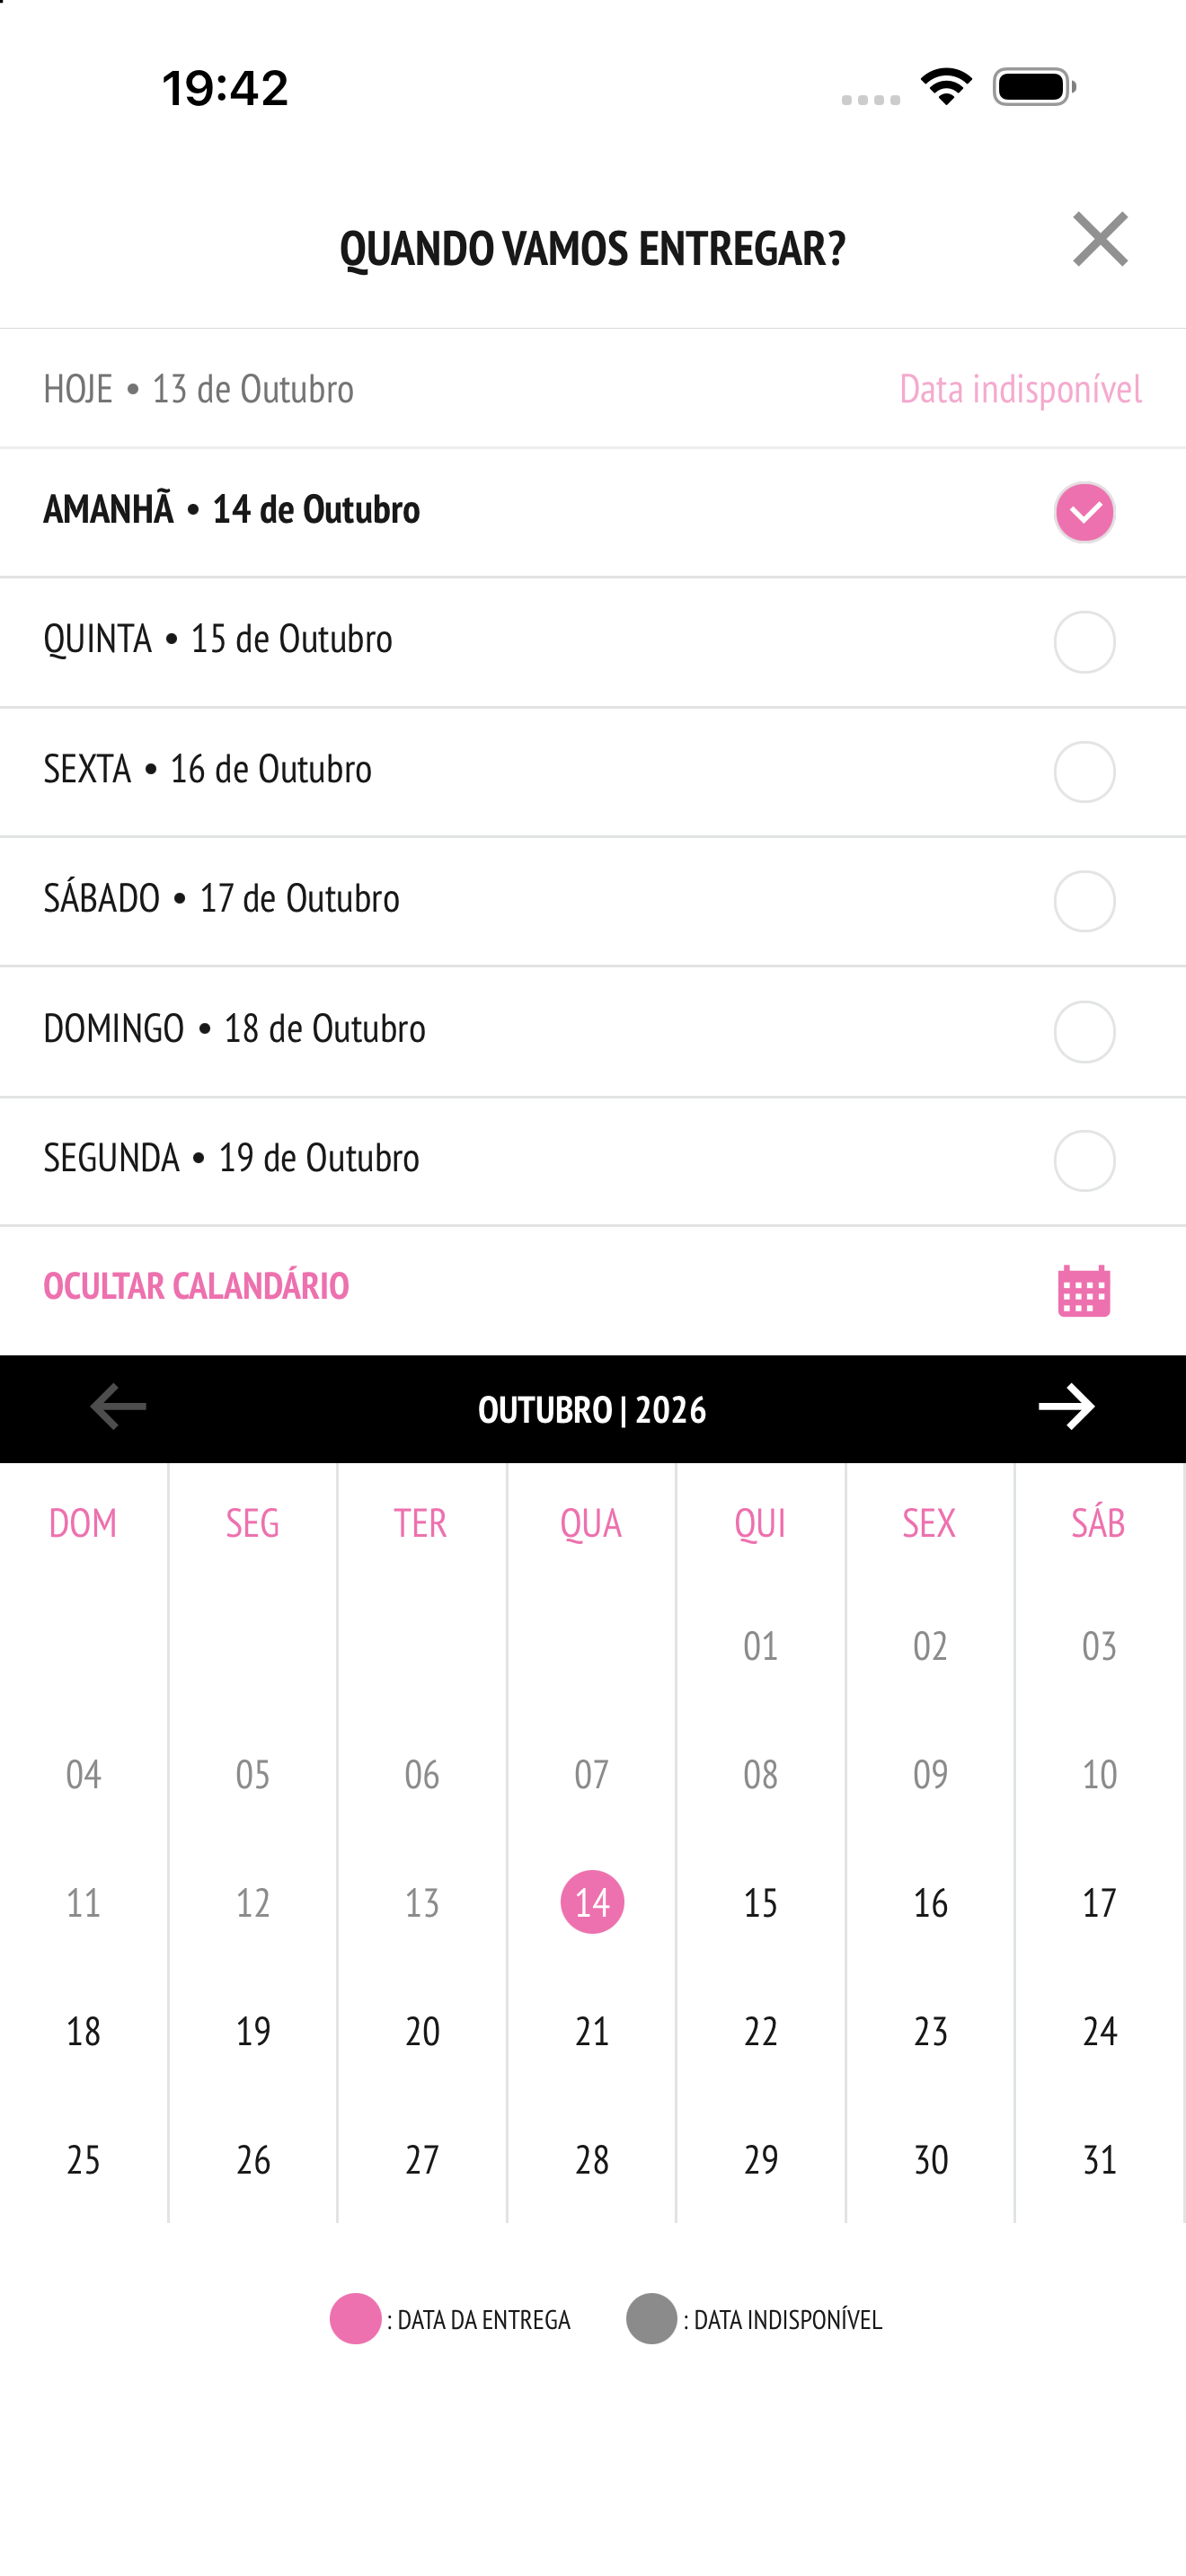 19:42
QUANDO VAMOS ENTREGAR?
HOJE • 13 de Outubro Data indisponível
AMANHÃ • 14 de Outubro
QUINTA • 15 de Outubro
SEXTA • 16 de Outubro
SÁBADO • 17 de Outubro
DOMINGO • 18 de Outubro
SEGUNDA • 19 de Outubro
OCULTAR CALANDÁRIO
OUTUBRO | 2026
DOM SEG TER QUA QUI SEX SÁB
01 02 03
04 05 06 07 08 09 10
11 12 13 14 15 16 17
18 19 20 21 22 23 24
25 26 27 28 29 30 31
: DATA DA ENTREGA : DATA INDISPONÍVEL